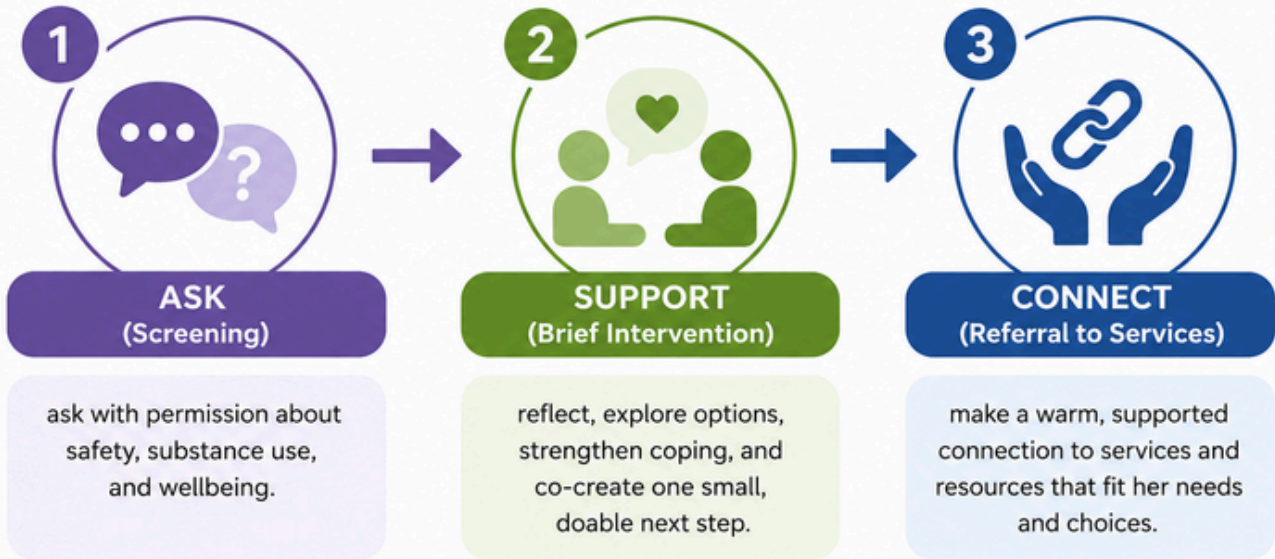 1
?
ASK
(Screening)
ask with permission about
safety, substance use,
and wellbeing.
2
SUPPORT
(Brief Intervention)
reflect, explore options,
strengthen coping, and
co-create one small,
doable next step.
3
CONNECT
(Referral to Services)
make a warm, supported
connection to services and
resources that fit her needs
and choices.